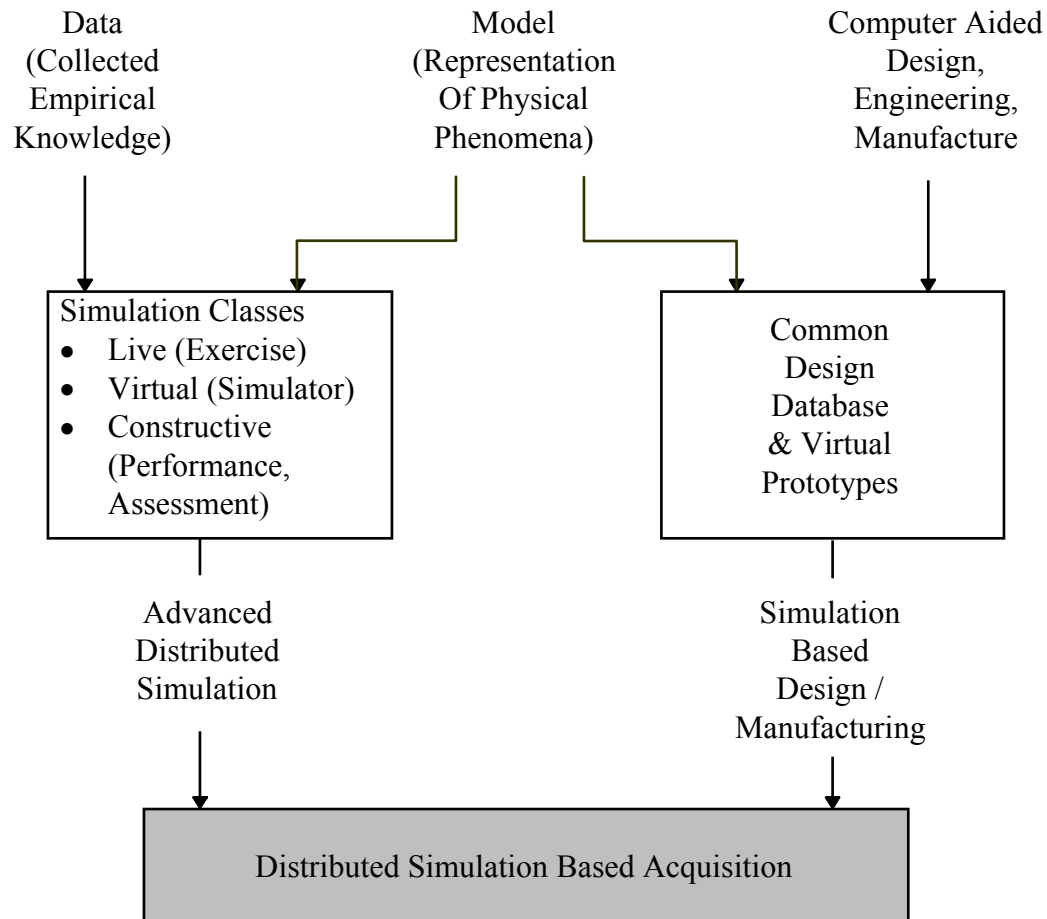 Data
(Collected
Empirical
Knowledge)
Model
(Representation
Of Physical
Phenomena)
Computer Aided
Design,
Engineering,
Manufacture
Simulation Classes
• Live (Exercise)
• Virtual (Simulator)
• Constructive
(Performance,
Assessment)
Common
Design
Database
& Virtual
Prototypes
Advanced
Distributed
Simulation
Simulation
Based
Design /
Manufacturing
Distributed Simulation Based Acquisition